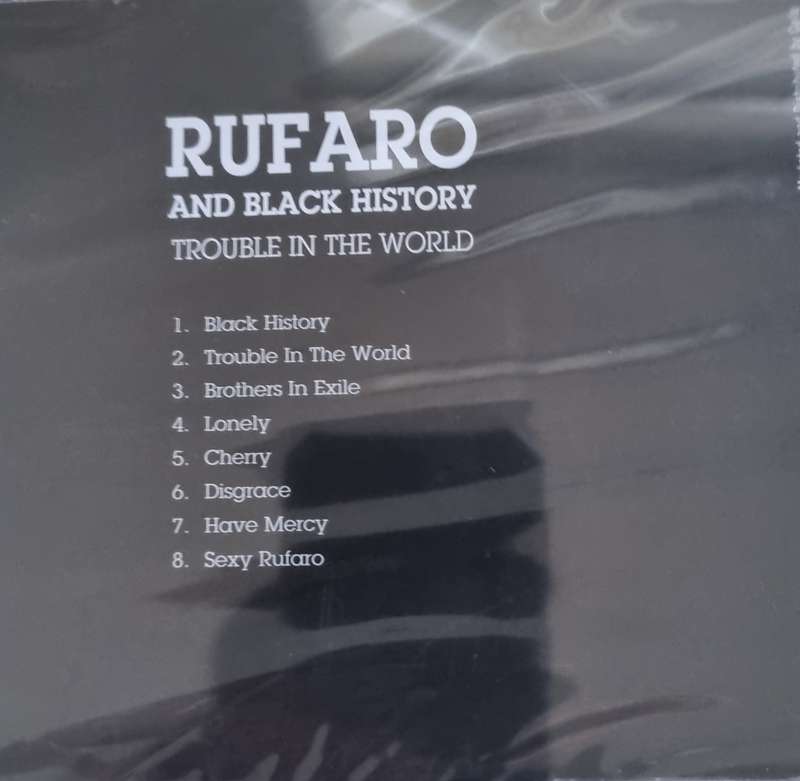 RUFARO
AND BLACK HISTORY
TROUBLE IN THE WORLD
1. Black History
2. Trouble In The World
3. Brothers In Exile
4. Lonely
5. Cherry
6. Disgrace
7. Have Mercy
8. Sexy Rufaro